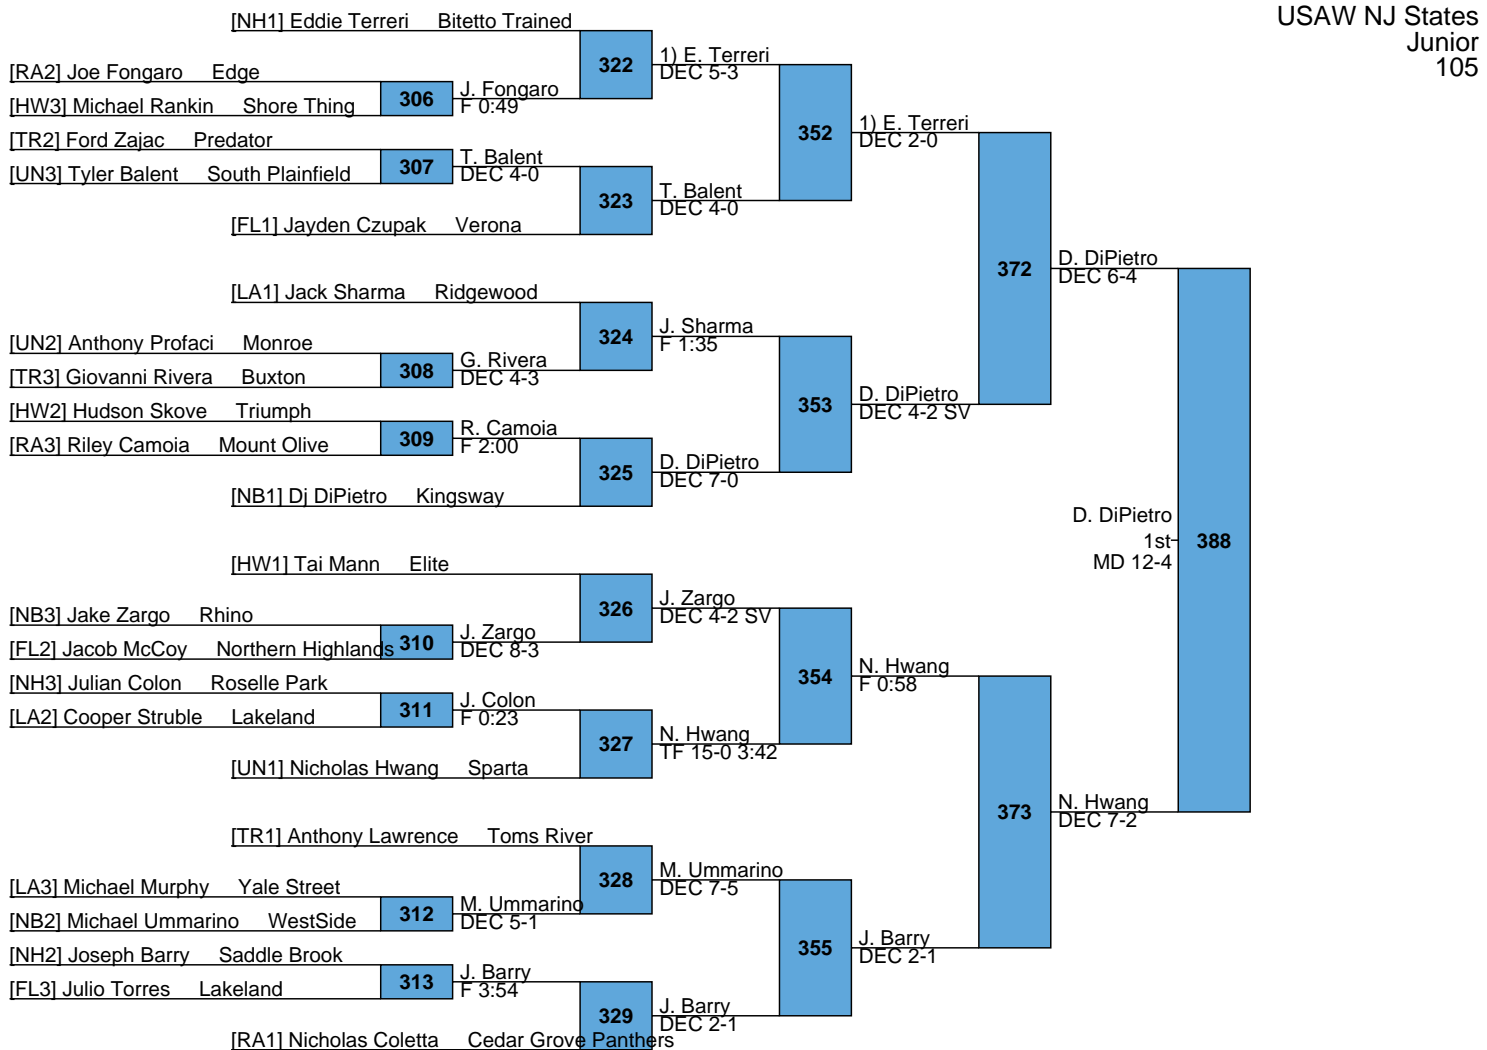 USAW NJ States
Junior
105
[NH1] Eddie Terreri Bitetto Trained
322
1) E. Terreri
DEC 5-3
[RA2] Joe Fongaro Edge
306
J. Fongaro
F 0:49
[HW3] Michael Rankin Shore Thing
352
1) E. Terreri
DEC 2-0
[TR2] Ford Zajac Predator
307
T. Balent
DEC 4-0
[UN3] Tyler Balent South Plainfield
323
T. Balent
DEC 4-0
[FL1] Jayden Czupak Verona
372
D. DiPietro
DEC 6-4
[LA1] Jack Sharma Ridgewood
324
J. Sharma
F 1:35
[UN2] Anthony Profaci Monroe
308
G. Rivera
DEC 4-3
[TR3] Giovanni Rivera Buxton
353
D. DiPietro
DEC 4-2 SV
[HW2] Hudson Skove Triumph
309
R. Camoia
F 2:00
[RA3] Riley Camoia Mount Olive
325
D. DiPietro
DEC 7-0
[NB1] Dj DiPietro Kingsway
D. DiPietro
1st
MD 12-4
388
[HW1] Tai Mann Elite
326
J. Zargo
DEC 4-2 SV
[NB3] Jake Zargo Rhino
310
J. Zargo
DEC 8-3
[FL2] Jacob McCoy Northern Highlands
354
N. Hwang
F 0:58
[NH3] Julian Colon Roselle Park
311
J. Colon
F 0:23
[LA2] Cooper Struble Lakeland
327
N. Hwang
TF 15-0 3:42
[UN1] Nicholas Hwang Sparta
373
N. Hwang
DEC 7-2
[TR1] Anthony Lawrence Toms River
328
M. Ummarino
DEC 7-5
[LA3] Michael Murphy Yale Street
312
M. Ummarino
DEC 5-1
[NB2] Michael Ummarino WestSide
355
J. Barry
DEC 2-1
[NH2] Joseph Barry Saddle Brook
313
J. Barry
F 3:54
[FL3] Julio Torres Lakeland
329
J. Barry
DEC 2-1
[RA1] Nicholas Coletta Cedar Grove Panthers